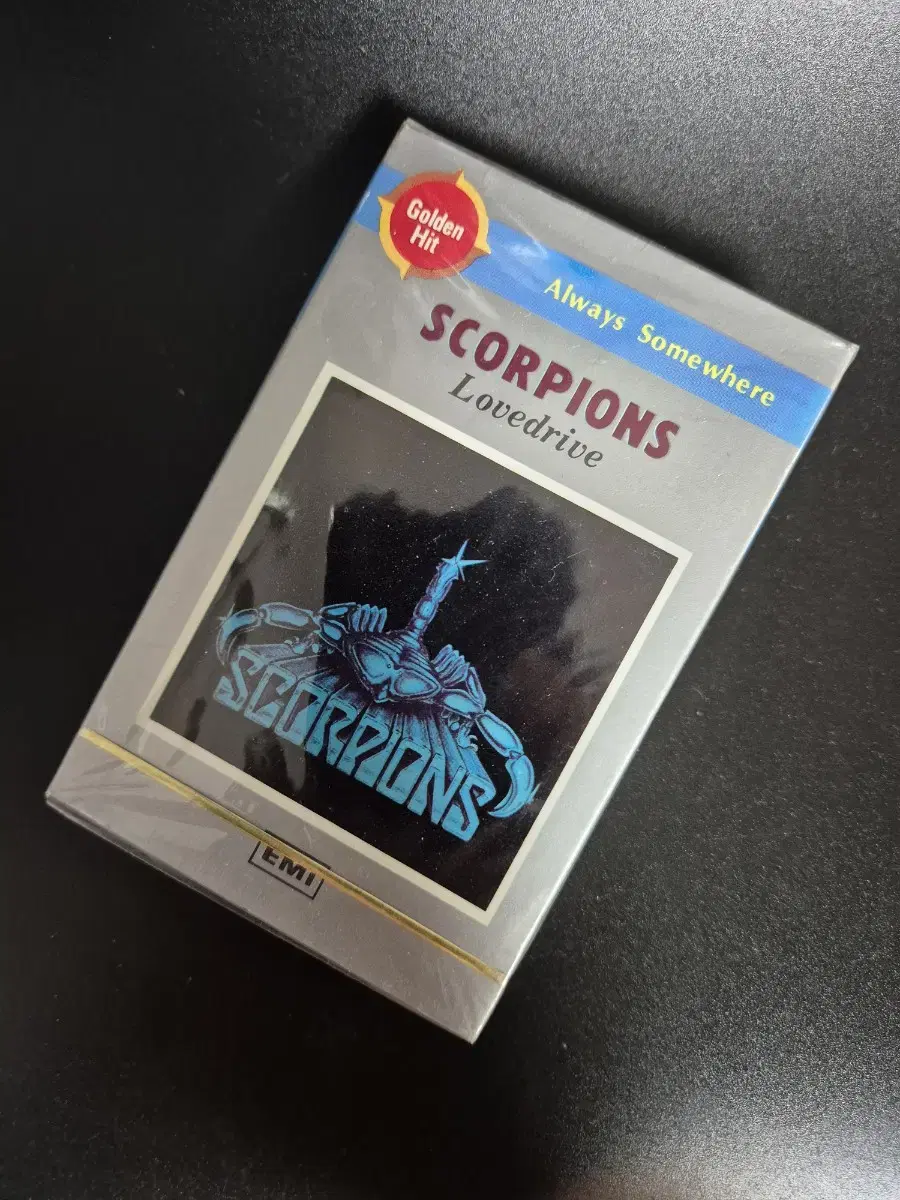 Golden
Hit
Always Somewhere
SCORPIONS
Lovedrive
SCORPIONS
EMI